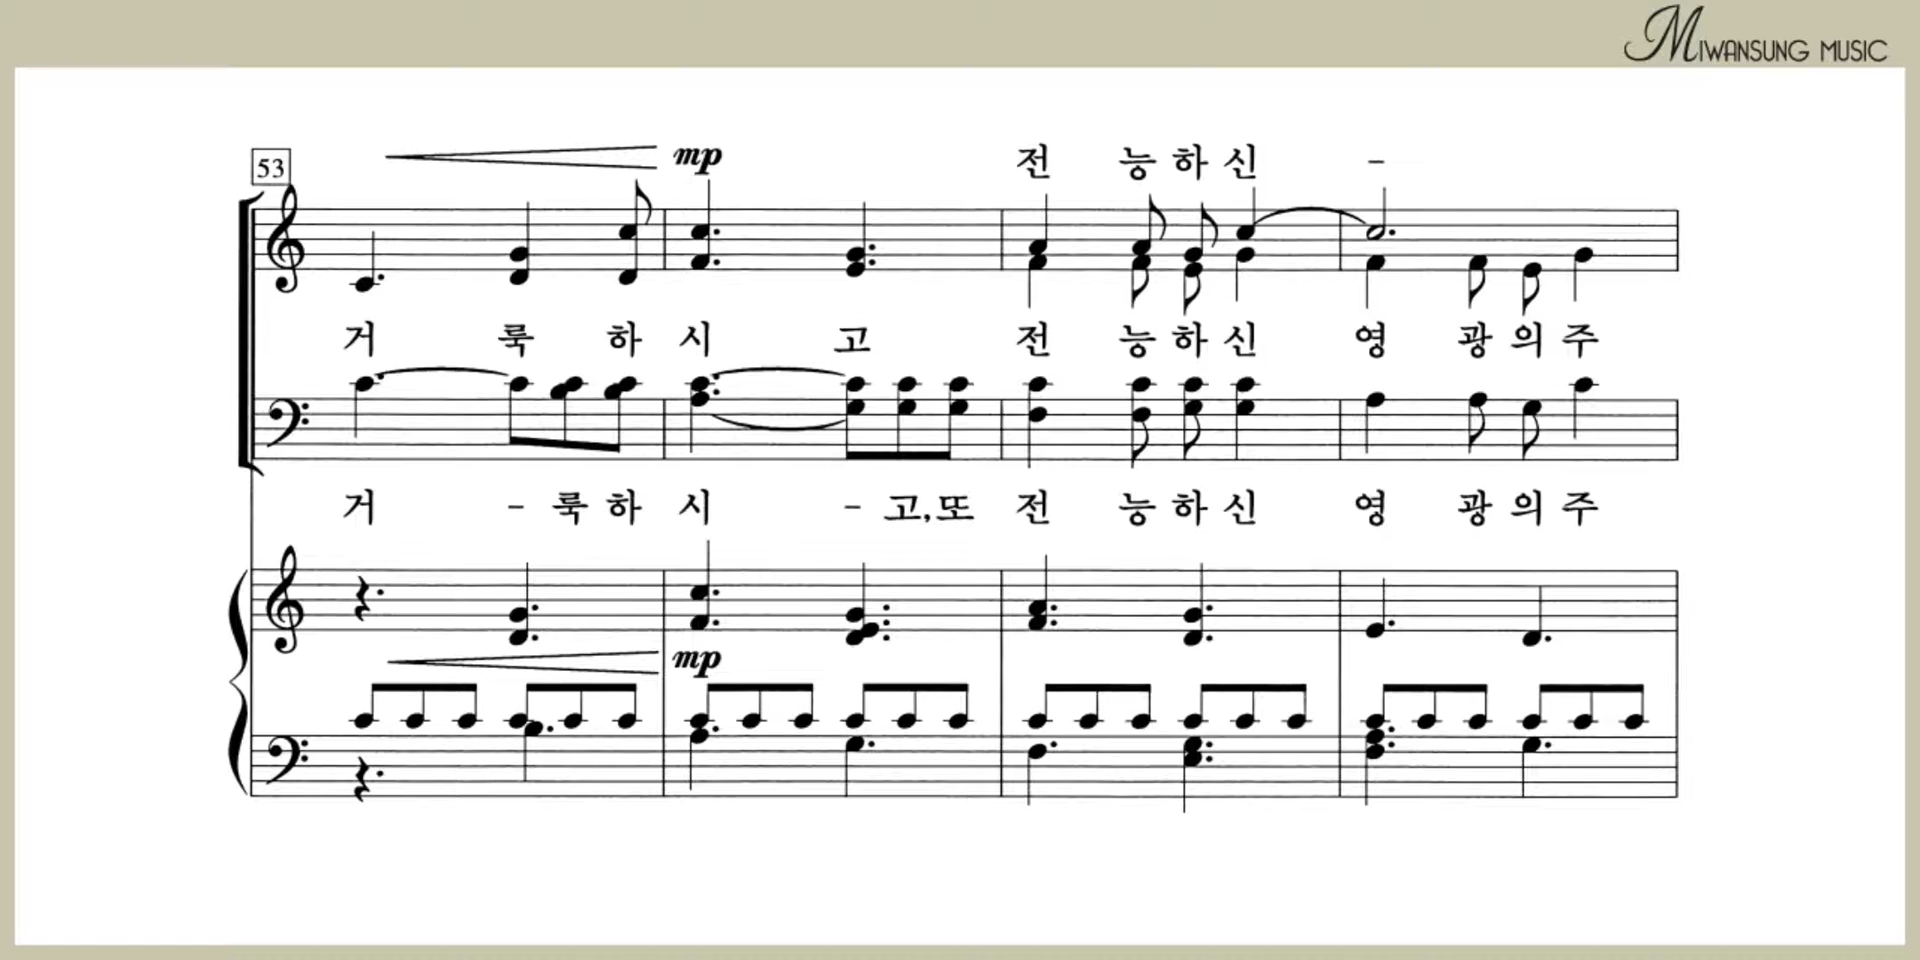 MIWANSUNG MUSIC
53
mp
전 능 하 신 -
거 룩 하 시 고 전 능 하 신 영 광 의 주
거 - 룩 하 시 - 고, 또 전 능 하 신 영 광 의 주
mp